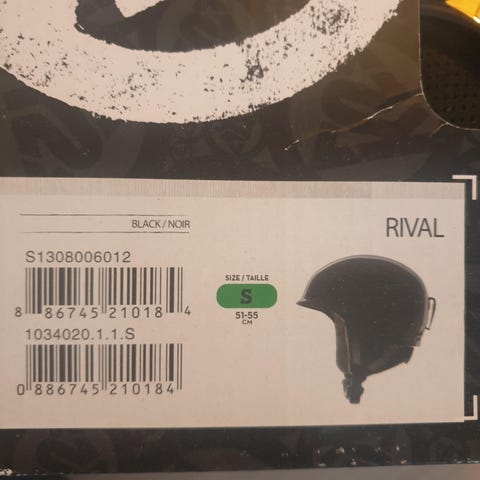 BLACK/NOIR
RIVAL
S1308006012
8 86745 21018 4
1034020.1.1.S
0 886745 210184
SIZE / TAILLE
S
51-55
CM